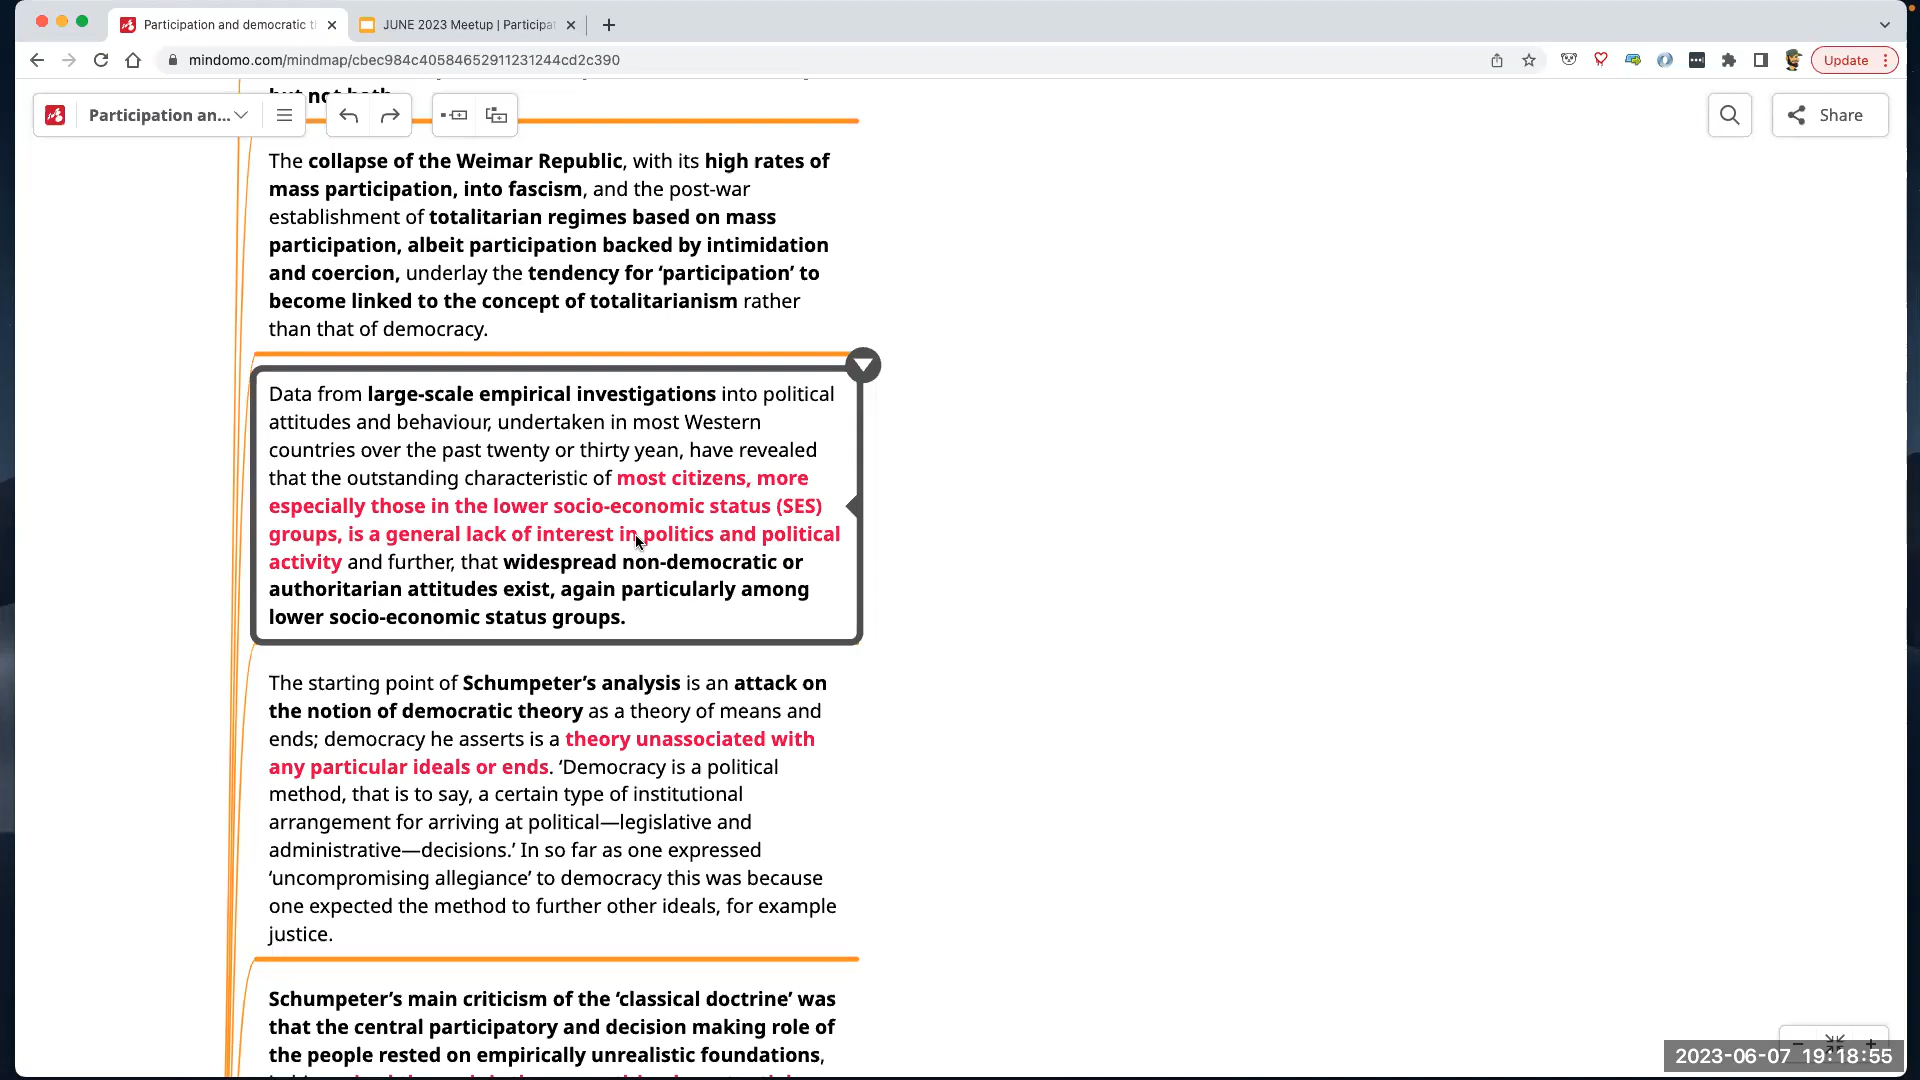 Participation and democratic t
JUNE 2023 Meetup | Participat
mindomo.com/mindmap/cbec984c40584652911231244cd2c390
Update
but not both
Participation an...
Share
The collapse of the Weimar Republic, with its high rates of
mass participation, into fascism, and the post-war
establishment of totalitarian regimes based on mass
participation, albeit participation backed by intimidation
and coercion, underlay the tendency for ‘participation’ to
become linked to the concept of totalitarianism rather
than that of democracy.
Data from large-scale empirical investigations into political
attitudes and behaviour, undertaken in most Western
countries over the past twenty or thirty year, have revealed
that the outstanding characteristic of most citizens, more
especially those in the lower socio-economic status (SES)
groups, is a general lack of interest in politics and political
activity and further, that widespread non-democratic or
authoritarian attitudes exist, again particularly among
lower socio-economic status groups.
The starting point of Schumpeter’s analysis is an attack on
the notion of democratic theory as a theory of means and
ends; democracy he asserts is a theory unassociated with
any particular ideals or ends. ‘Democracy is a political
method, that is to say, a certain type of institutional
arrangement for arriving at political—legislative and
administrative—decisions.’ In so far as one expressed
‘uncompromising allegiance’ to democracy this was because
one expected the method to further other ideals, for example
justice.
Schumpeter’s main criticism of the ‘classical doctrine’ was
that the central participatory and decision making role of
the people rested on empirically unrealistic foundations,
2023-06-07 19:18:55